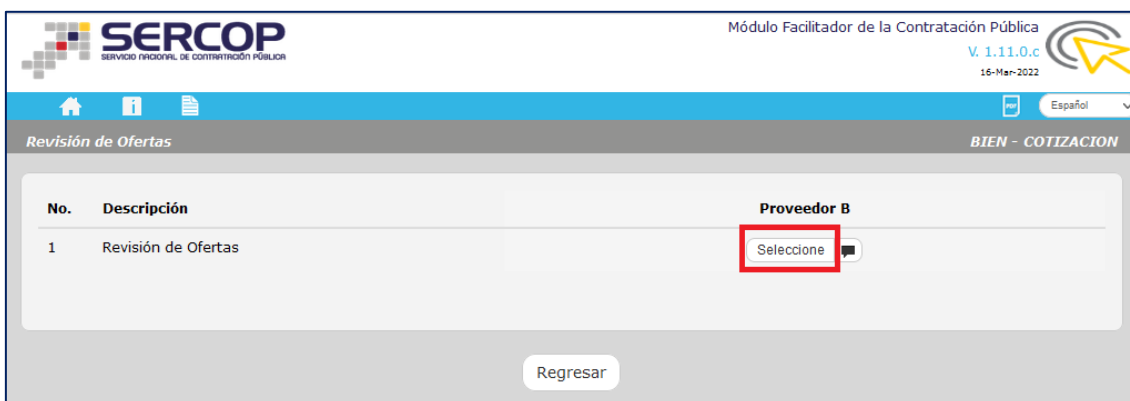 SERCOP
SERVICIO NACIONAL DE CONTRATACIÓN PÚBLICA
Módulo Facilitador de la Contratación Pública
V. 1.11.0.c
16-Mar-2022
PDF
Español
Revisión de Ofertas
BIEN - COTIZACION
No. Descripción Proveedor B
1 Revisión de Ofertas Seleccione
Regresar